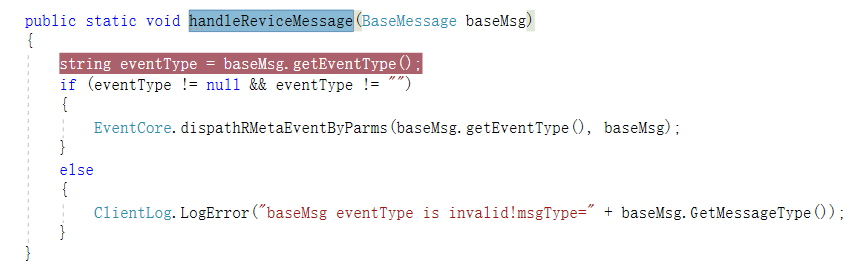 public static void handleReviceMessage(BaseMessage baseMsg)
{
string eventType = baseMsg.getEventType();
if (eventType != null && eventType != "")
{
EventCore.dispathRMetaEventByParms(baseMsg.getEventType(), baseMsg);
}
else
{
ClientLog.LogError("baseMsg eventType is invalid!msgType=" + baseMsg.GetMessageType());
}
}